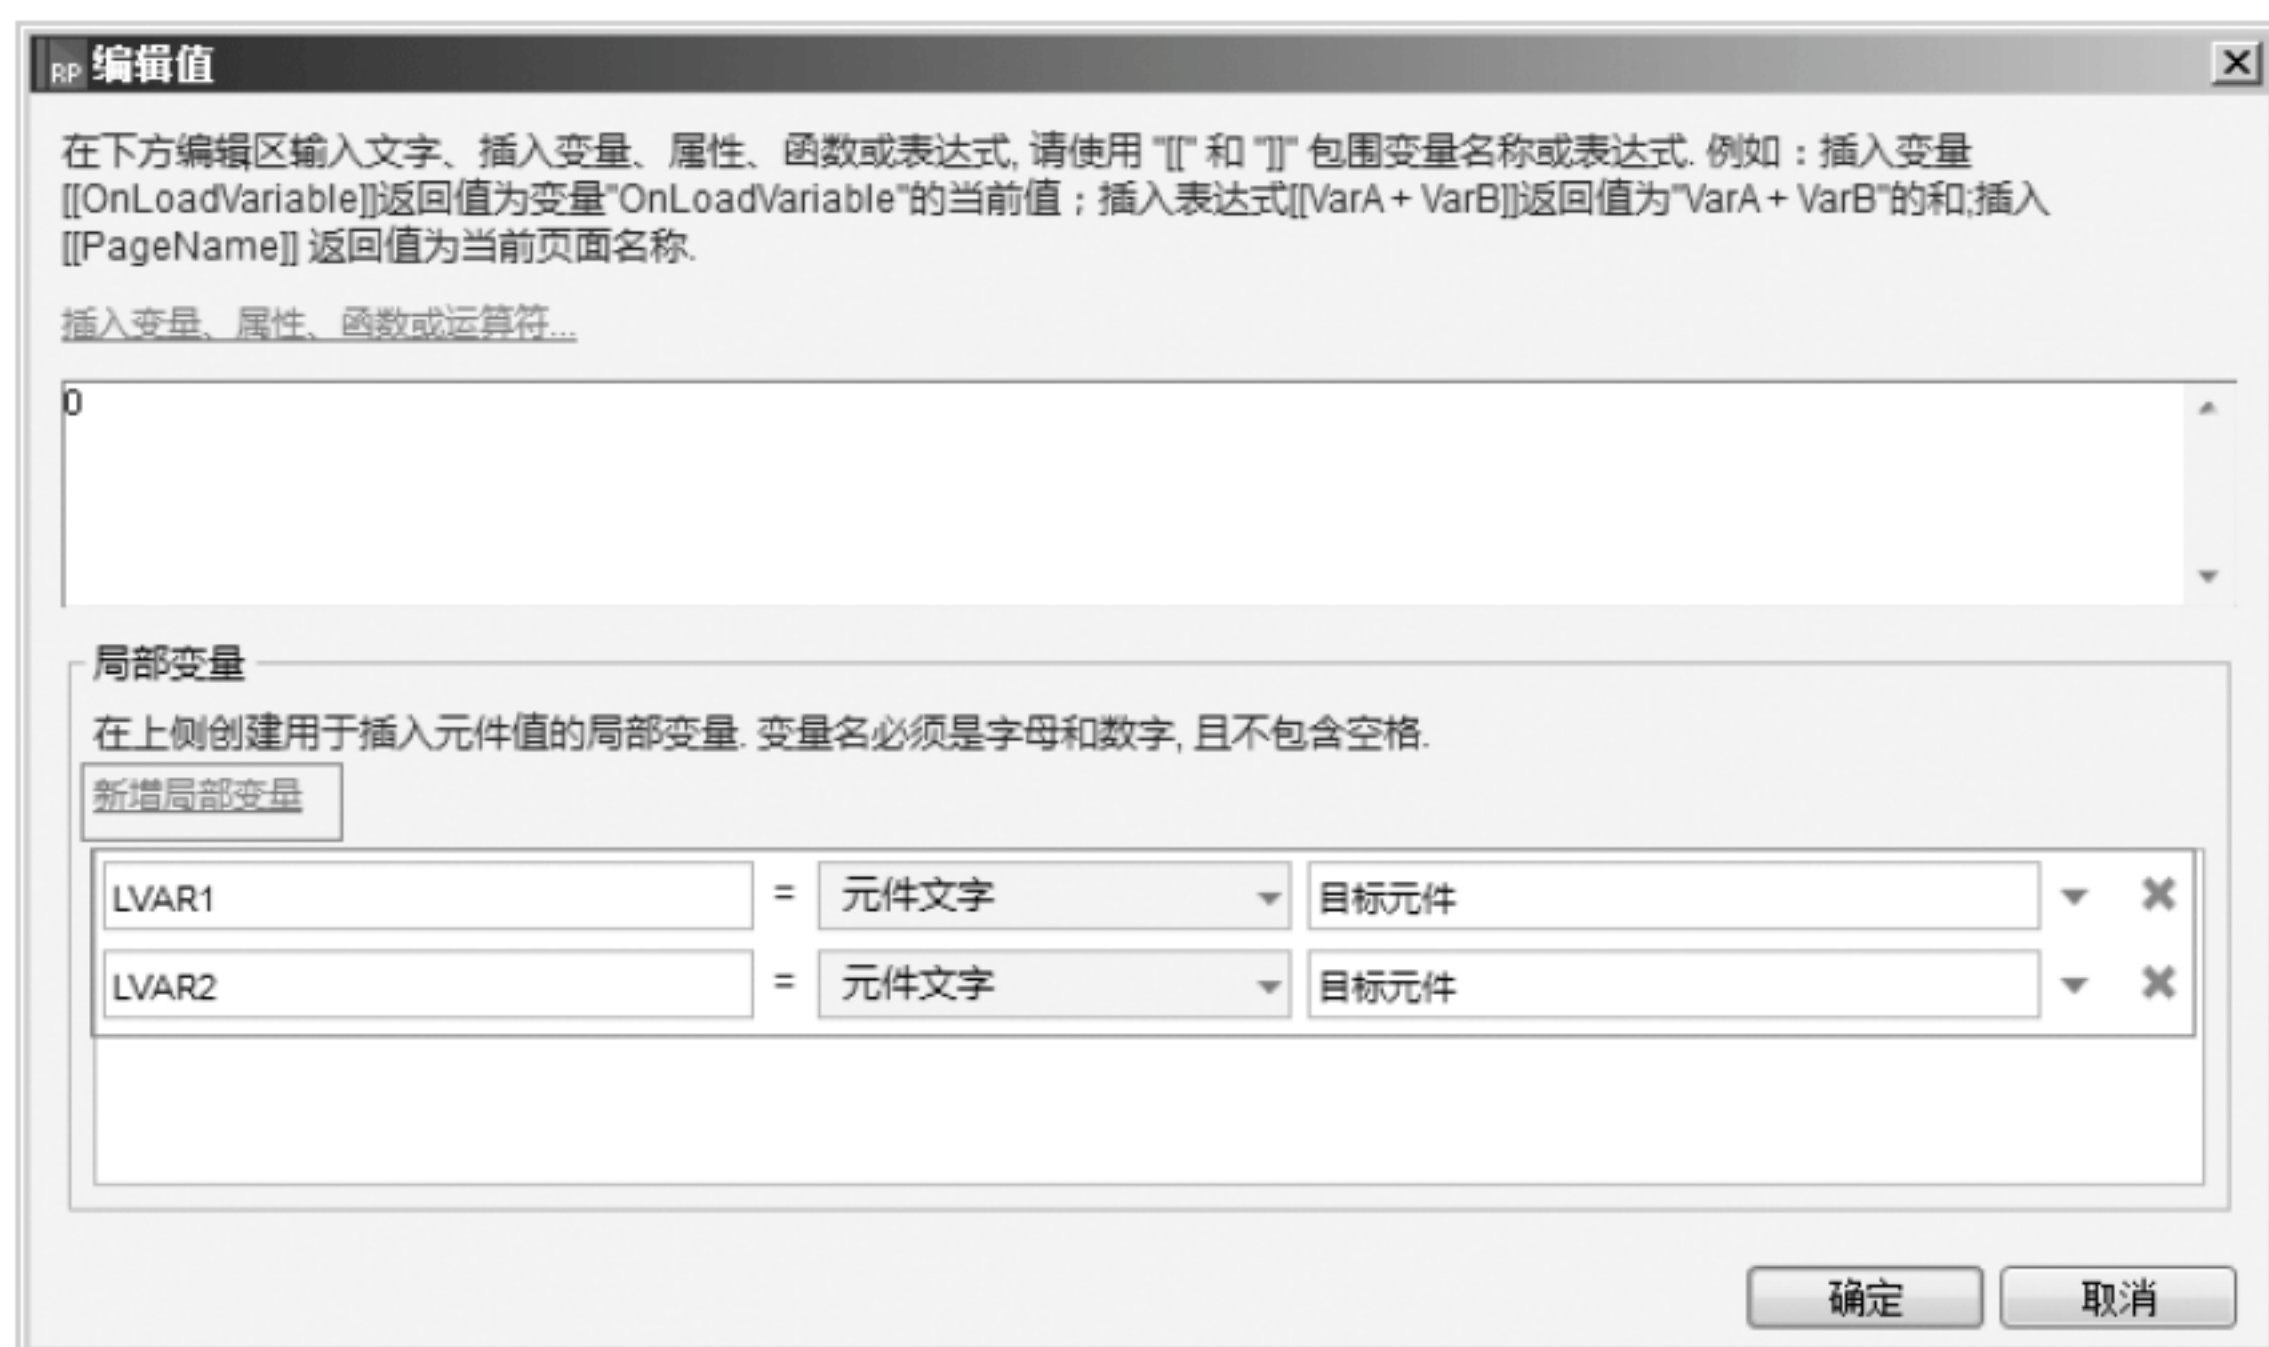 RP 编辑值
在下方编辑区输入文字、插入变量、属性、函数或表达式, 请使用 "[[" 和 "]]" 包围变量名称或表达式. 例如：插入变量
[[OnLoadVariable]]返回值为变量"OnLoadVariable"的当前值；插入表达式[[VarA + VarB]]返回值为"VarA + VarB"的和;插入
[[PageName]] 返回值为当前页面名称.
插入变量、属性、函数或运算符...
0
局部变量
在上侧创建用于插入元件值的局部变量. 变量名必须是字母和数字, 且不包含空格.
新增局部变量
LVAR1 = 元件文字 目标元件
LVAR2 = 元件文字 目标元件
确定 取消